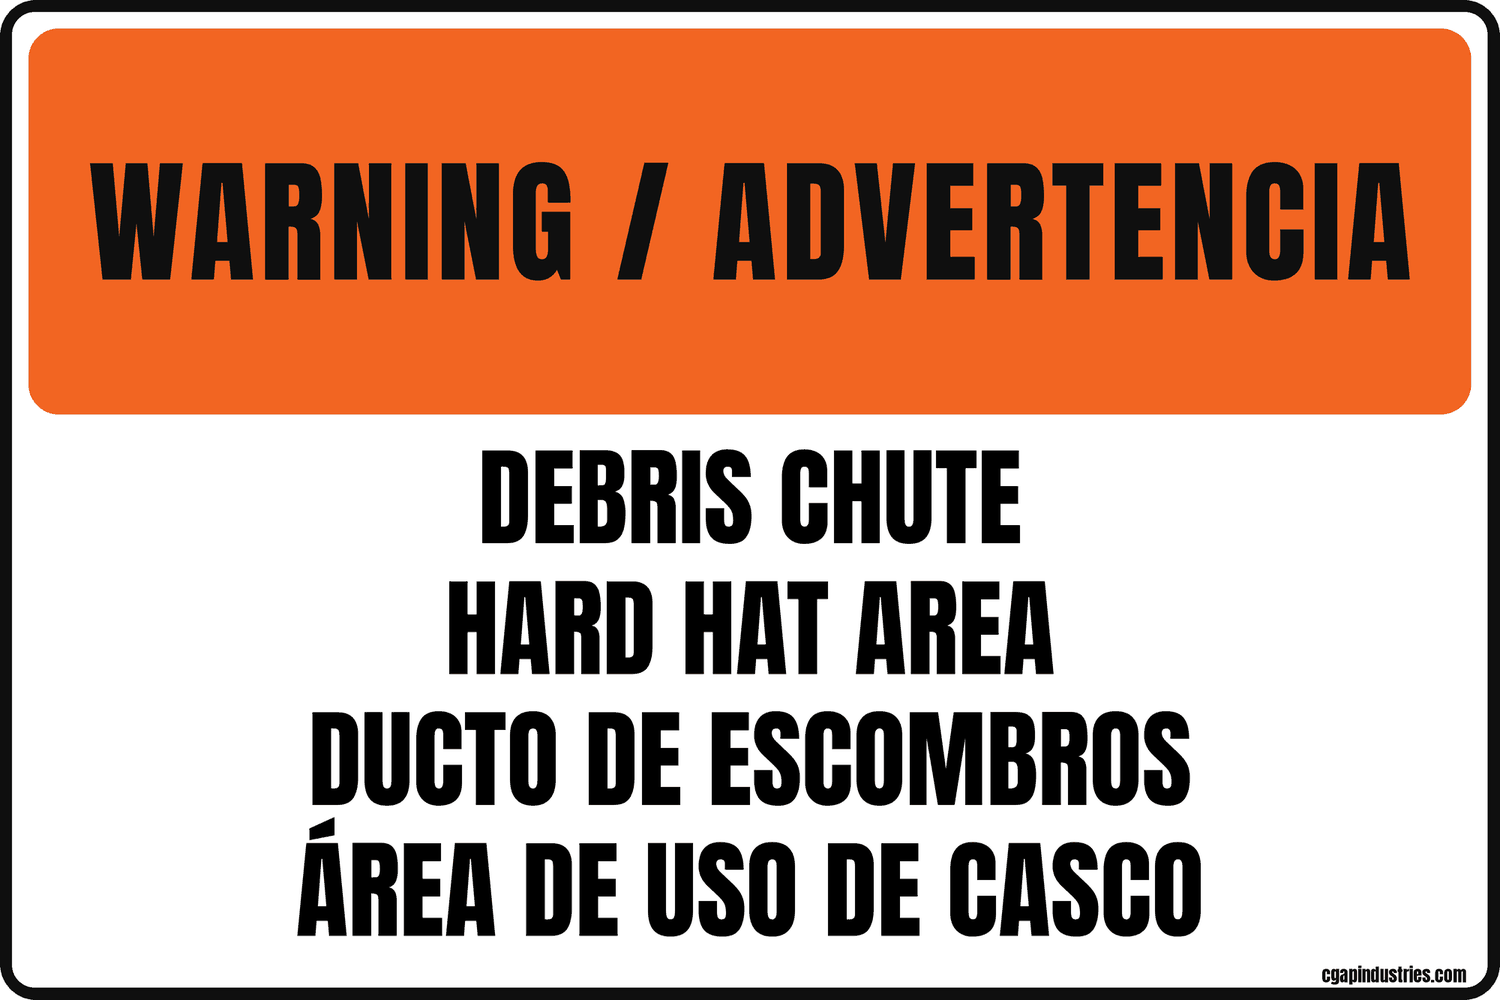 WARNING / ADVERTENCIA
DEBRIS CHUTE
HARD HAT AREA
DUCTO DE ESCOMBROS
ÁREA DE USO DE CASCO
cgapindustries.com